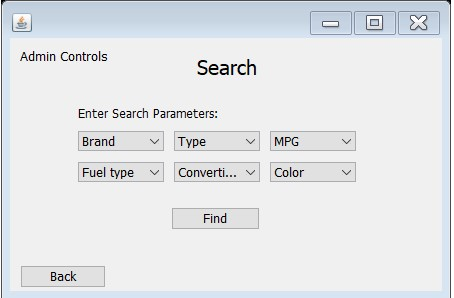 Admin Controls
Search
Enter Search Parameters:
Brand Type MPG
Fuel type Converti... Color
Find
Back